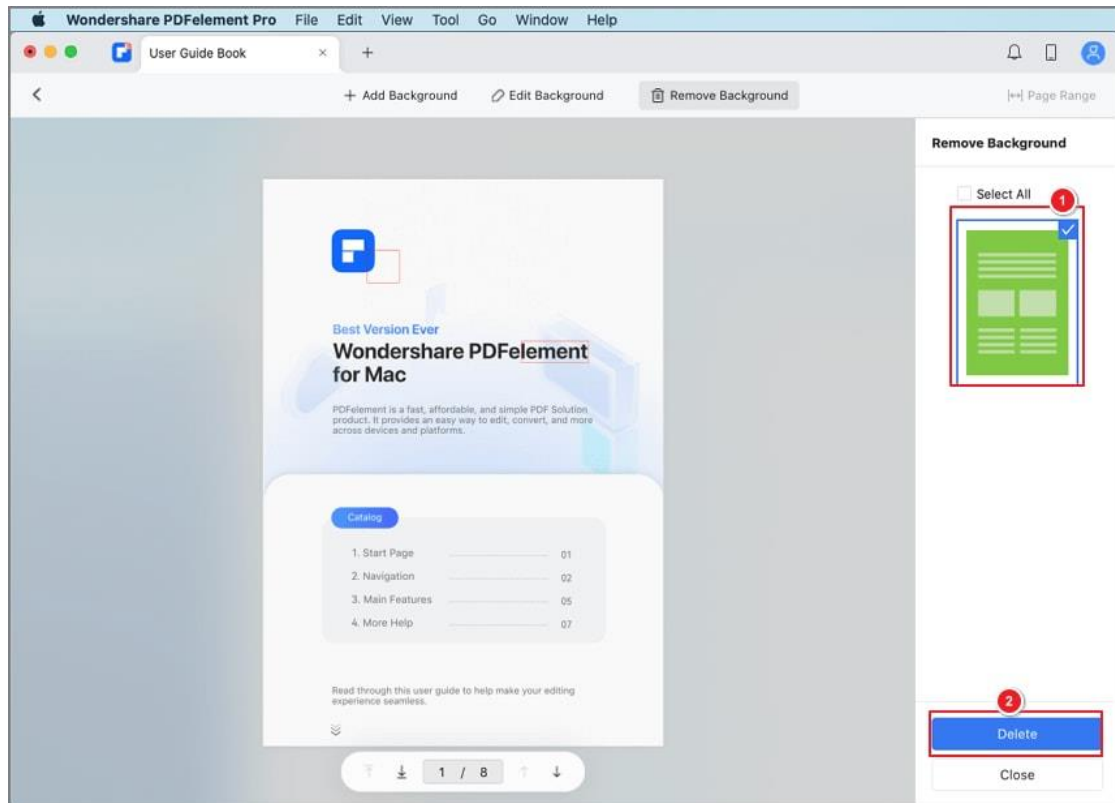 Wondershare PDFelement Pro File Edit View Tool Go Window Help
User Guide Book × +
+ Add Background Edit Background Remove Background Page Range
Remove Background
Select All
1
Best Version Ever
Wondershare PDFelement
for Mac
PDFelement is a fast, affordable, and simple PDF Solution
product. It provides an easy way to edit, convert, and more
across devices and platforms.
Catalog
1. Start Page 01
2. Navigation 02
3. Main Features 05
4. More Help 07
Read through this user guide to help make your editing
experience seamless.
1 / 8
2
Delete
Close